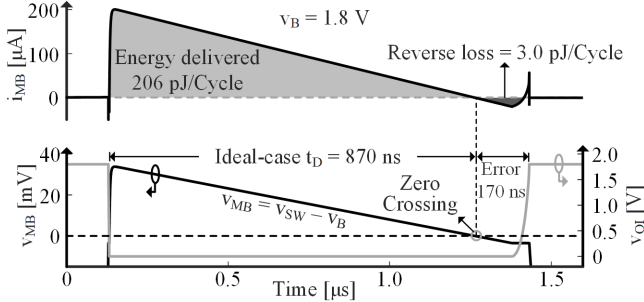 200
100
0
i_MB [μA]
v_B = 1.8 V
Energy delivered
206 pJ/Cycle
Reverse loss = 3.0 pJ/Cycle
40
20
0
v_MB [mV]
Ideal-case t_D = 870 ns
Error
170 ns
Zero
Crossing
v_MB = v_SW − v_B
2.0
1.5
1.0
0.5
0
v_QI [V]
0
0.5
1.0
1.5
Time [μs]